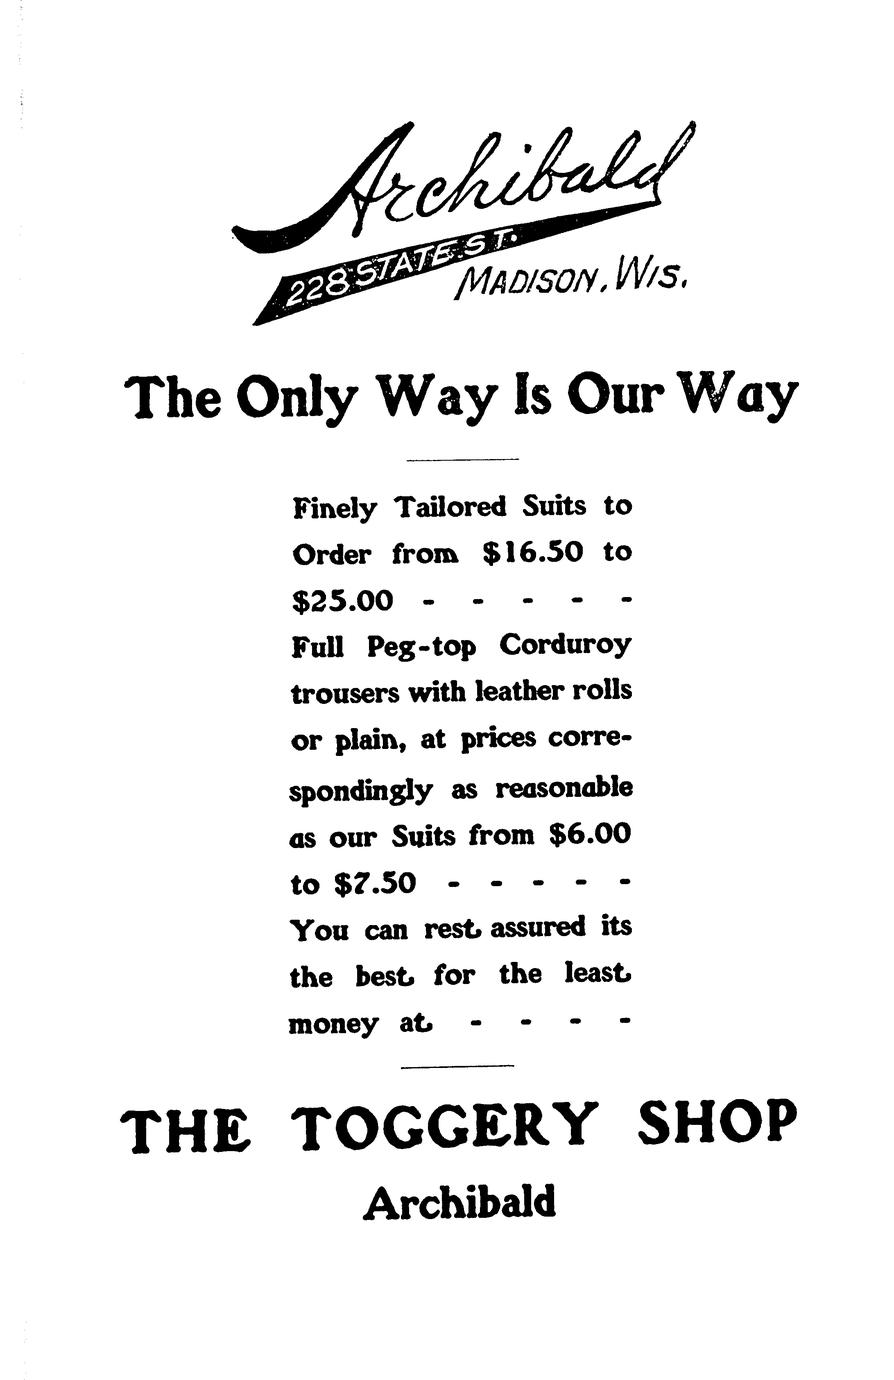 Archibald
228 STATE ST.
MADISON, WIS.
The Only Way Is Our Way
Finely Tailored Suits to
Order from $16.50 to
$25.00 - - - - -
Full Peg-top Corduroy
trousers with leather rolls
or plain, at prices corre-
spondingly as reasonable
as our Suits from $6.00
to $7.50 - - - - -
You can rest assured its
the best for the least
money at - - - -
THE TOGGERY SHOP
Archibald